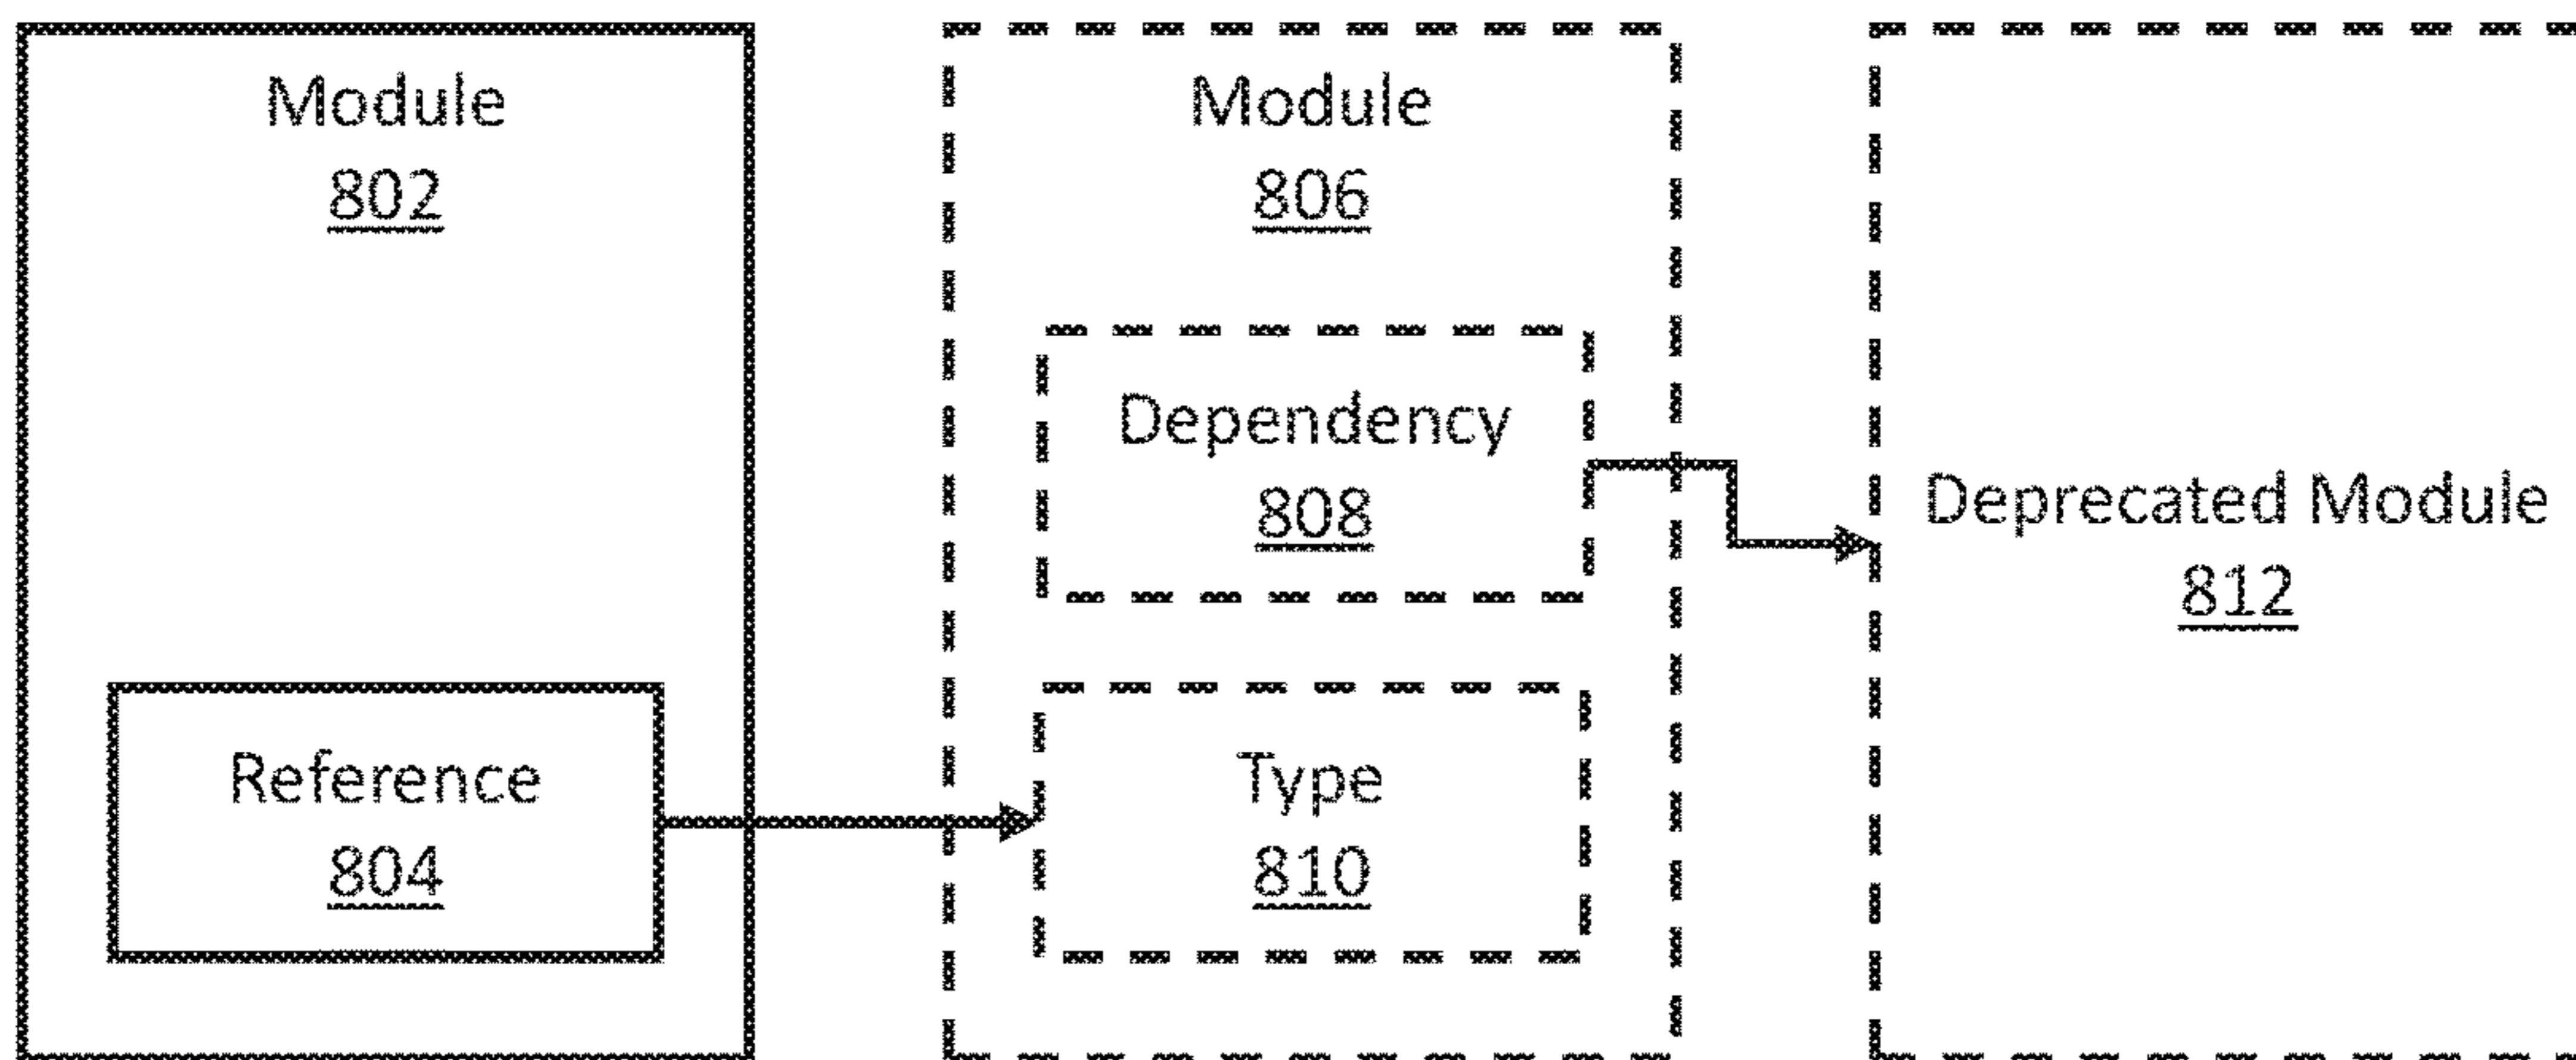 Module
802
Reference
804
Module
806
Dependency
808
Type
810
Deprecated Module
812